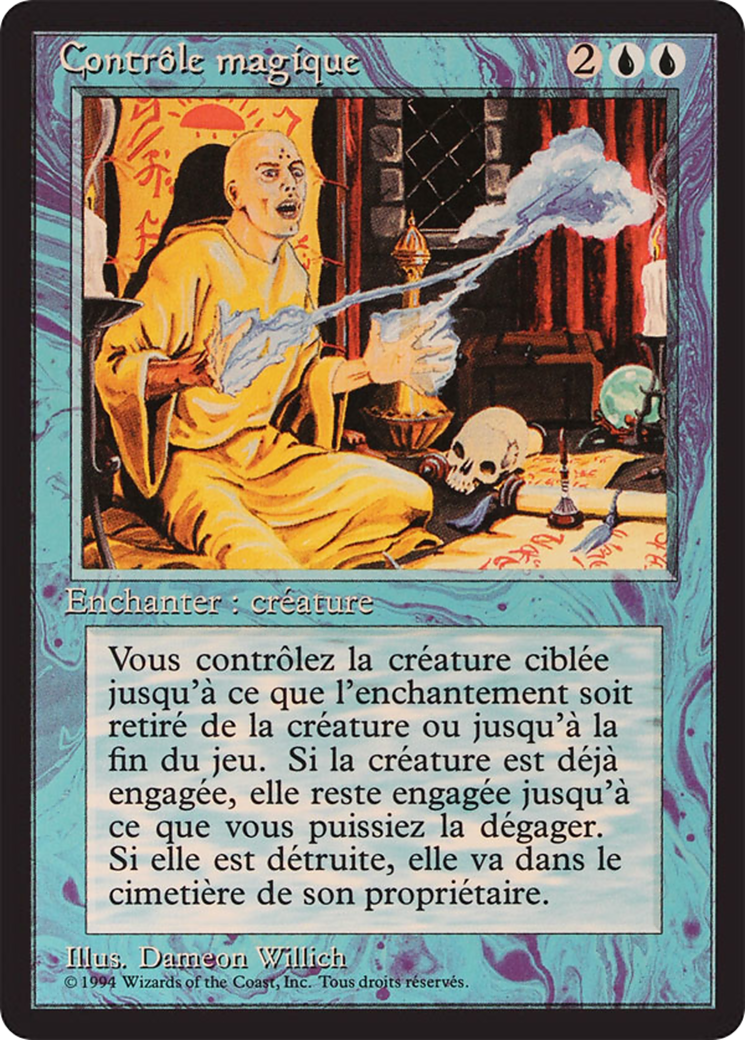 Contrôle magique 2
Enchanter : créature
Vous contrôlez la créature ciblée
jusqu'à ce que l'enchantement soit
retiré de la créature ou jusqu'à la
fin du jeu. Si la créature est déjà
engagée, elle reste engagée jusqu'à
ce que vous puissiez la dégager.
Si elle est détruite, elle va dans le
cimetière de son propriétaire.
Illus. Dameon Willich
© 1994 Wizards of the Coast, Inc. Tous droits réservés.